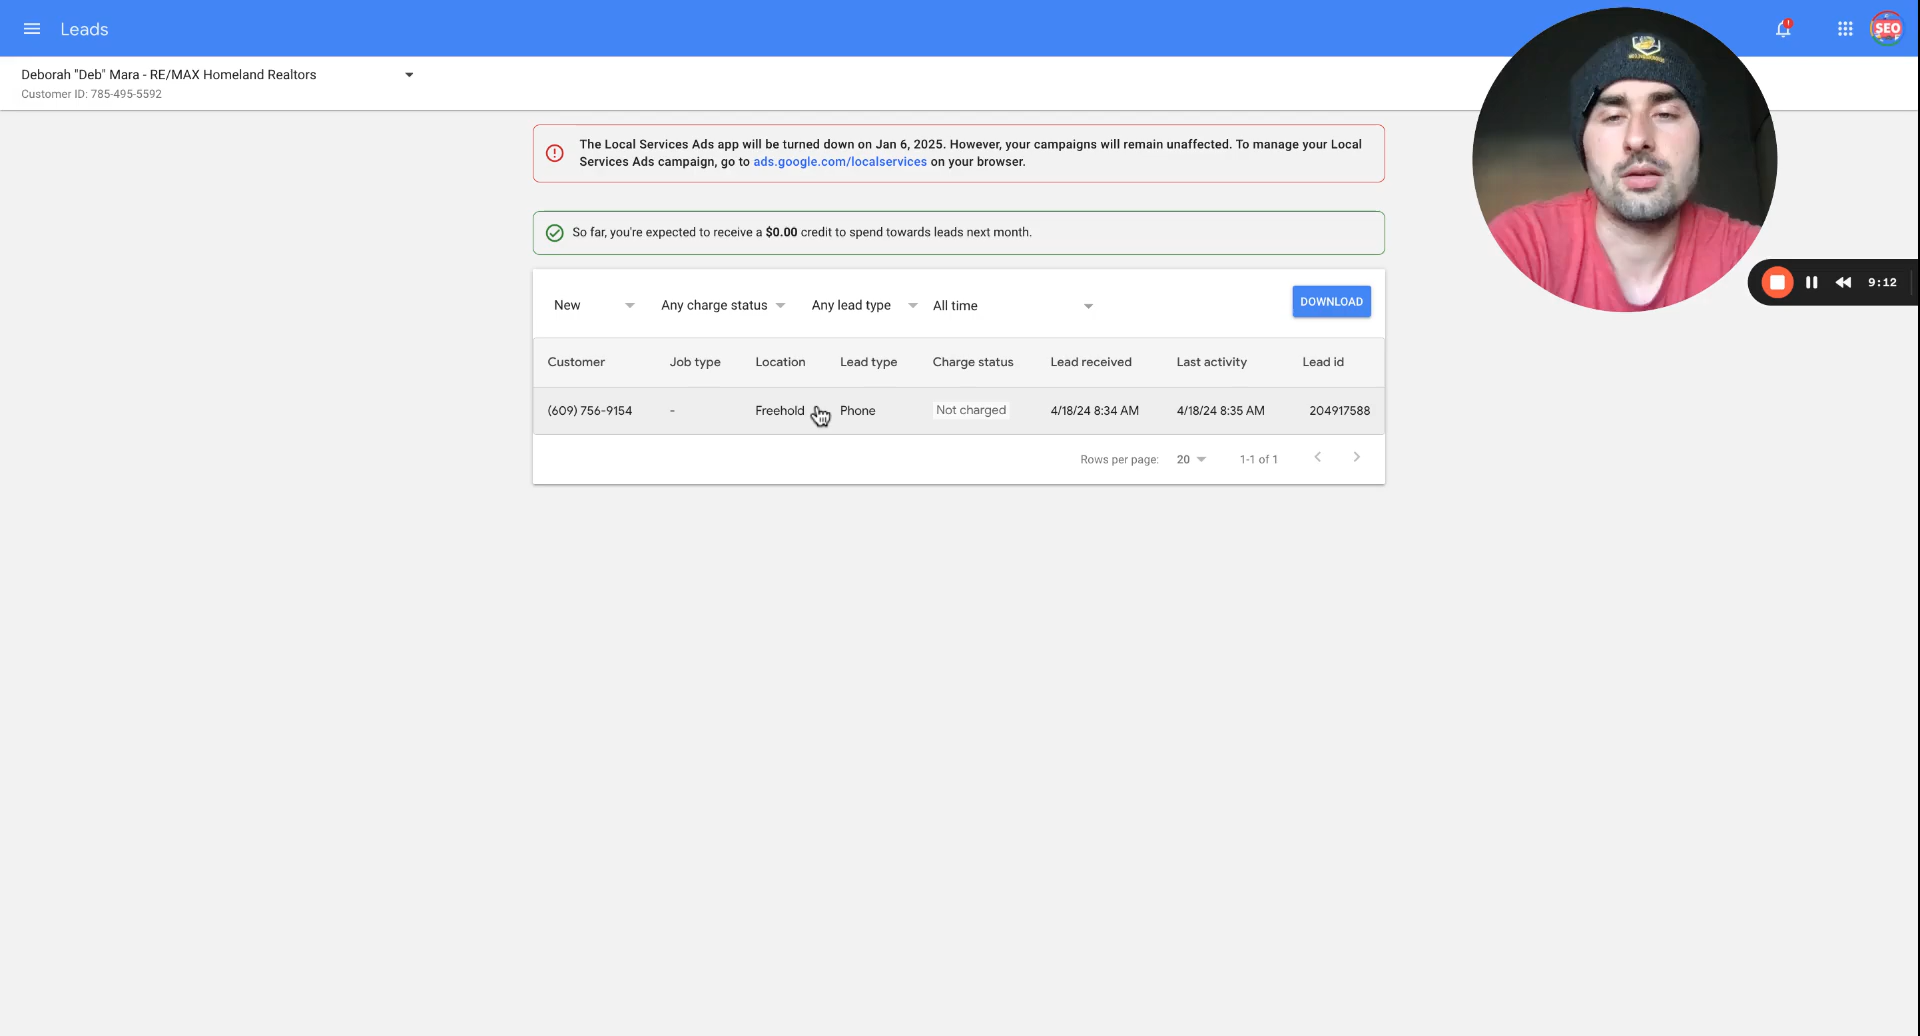 Leads
SEO
Deborah "Deb" Mara - RE/MAX Homeland Realtors
Customer ID: 785-495-5592
The Local Services Ads app will be turned down on Jan 6, 2025. However, your campaigns will remain unaffected. To manage your Local
Services Ads campaign, go to ads.google.com/localservices on your browser.
So far, you're expected to receive a $0.00 credit to spend towards leads next month.
9:12
New Any charge status Any lead type All time DOWNLOAD
Customer Job type Location Lead type Charge status Lead received Last activity Lead id
(609) 756-9154 - Freehold Phone Not charged 4/18/24 8:34 AM 4/18/24 8:35 AM 204917588
Rows per page: 20 1-1 of 1